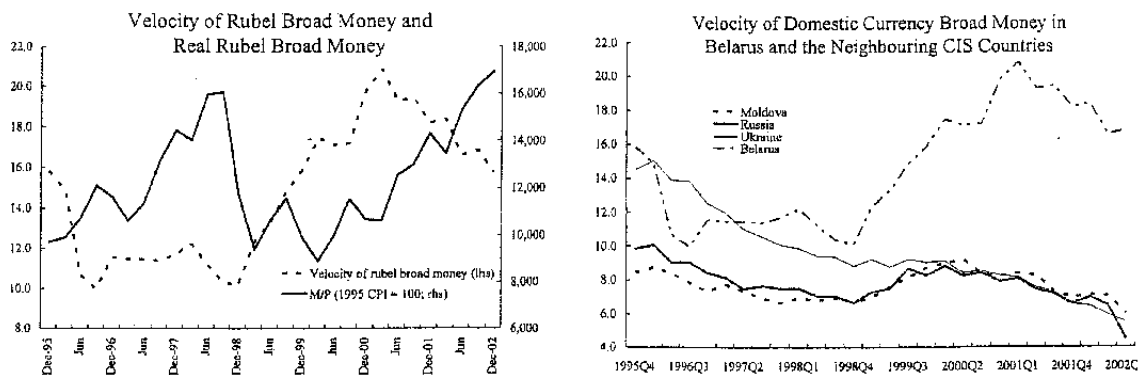 Velocity of Rubel Broad Money and
Real Rubel Broad Money
21.0
20.0
18.0
16.0
14.0
12.0
10.0
8.0
18,000
16,000
14,000
12,000
10,000
8,000
6,000
Velocity of rubel broad money (lhs)
M/P (1995 CPI = 100; rhs)
Dec-95
Jun
Dec-96
Jun
Dec-97
Jun
Dec-98
Jun
Dec-99
Jun
Dec-00
Jun
Dec-01
Jun
Dec-02
Velocity of Domestic Currency Broad Money in
Belarus and the Neighbouring CIS Countries
22.0
20.0
18.0
16.0
14.0
12.0
10.0
8.0
6.0
4.0
Moldova
Russia
Ukraine
Belarus
1995Q4
1996Q3
1997Q2
1998Q1
1998Q4
1999Q3
2000Q2
2001Q1
2001Q4
2002Q